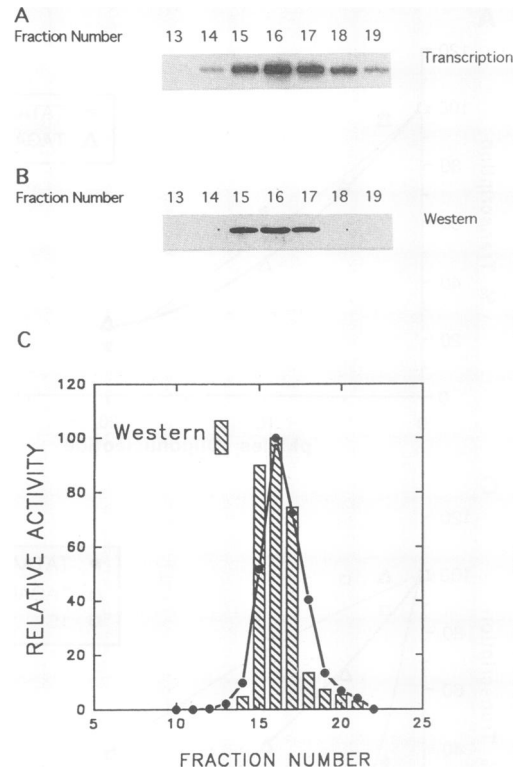 A
Fraction Number 13 14 15 16 17 18 19
Transcription
B
Fraction Number 13 14 15 16 17 18 19
Western
C
120
100
80
60
40
20
0
RELATIVE ACTIVITY
Western
5 10 15 20 25
FRACTION NUMBER